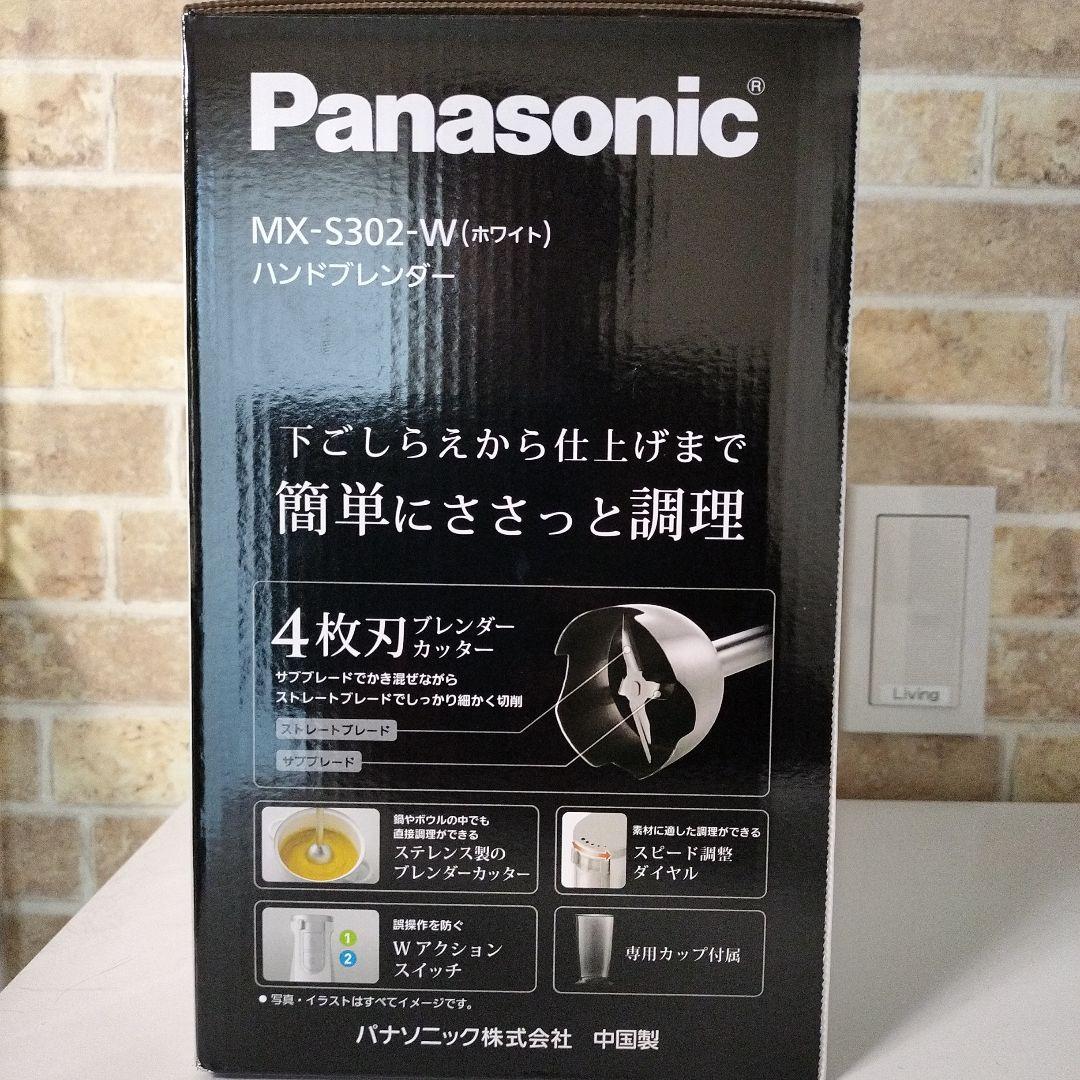 Panasonic®
MX-S302-W(ホワイト)
ハンドブレンダー
下ごしらえから仕上げまで
簡単にささっと調理
4枚刃 ブレンダー
カッター
サブブレードでかき混ぜながら
ストレートブレードでしっかり細かく切削
ストレートブレード
サブブレード
鍋やボウルの中でも
直接調理ができる
ステンレス製の
ブレンダーカッター
素材に適した調理ができる
スピード調整
ダイヤル
誤操作を防ぐ
Wアクション
スイッチ
1
2
専用カップ付属
●写真・イラストはすべてイメージです。
パナソニック株式会社 中国製
Living